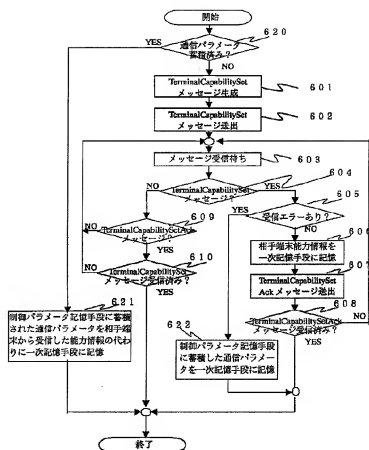 開始
620
YES
通信パラメータ
蓄積済み?
NO
TerminalCapabilitySet
メッセージ生成
601
TerminalCapabilitySet
メッセージ送出
602
メッセージ受信待ち
603
604
NO
TerminalCapabilitySet
メッセージ?
YES
605
609
NO
TerminalCapabilitySetAck
メッセージ?
YES
受信エラーあり?
YES
NO
606
相手端末能力情報を
一次記憶手段に記憶
610
NO
TerminalCapabilitySet
メッセージ受信済み?
YES
607
TerminalCapabilitySet
Ackメッセージ送出
608
TerminalCapabilitySetAck
メッセージ受信済み?
NO
YES
621
制御パラメータ記憶手段に蓄積
された通信パラメータを相手端
末から受信した能力情報の代わ
りに一次記憶手段に記憶
622
制御パラメータ記憶手段
に蓄積した通信パラメー
タを一次記憶手段に記憶
終了